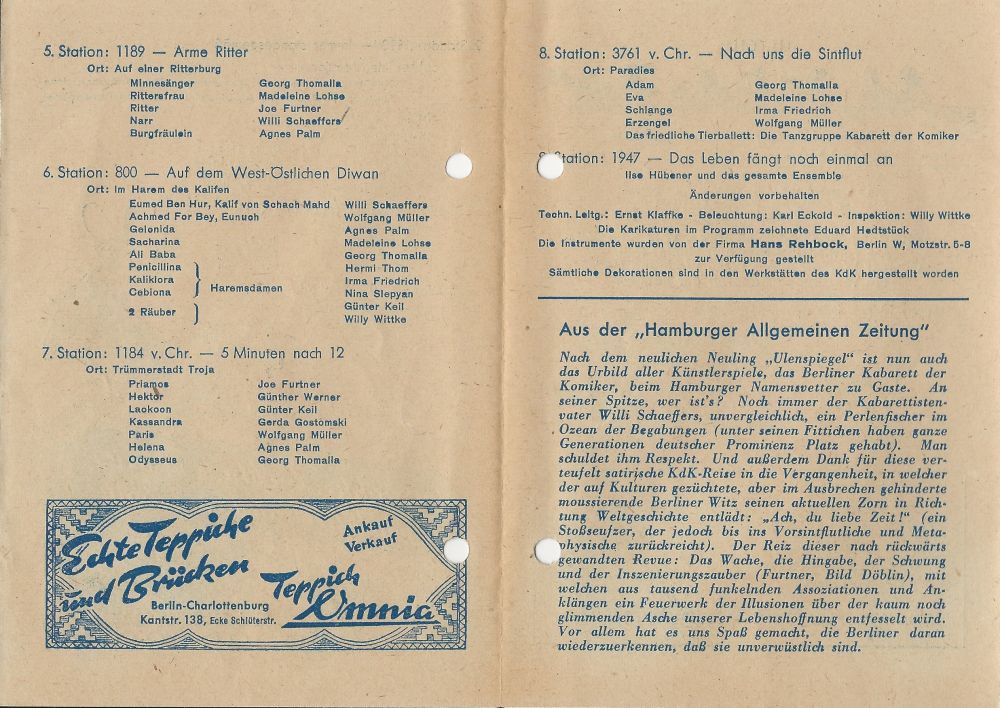 5. Station: 1189 — Arme Ritter
Ort: Auf einer Ritterburg
Minnesänger Georg Thomalla
Rittersfrau Madeleine Lohse
Ritter Joe Furtner
Narr Willi Schaeffers
Burgfräulein Agnes Palm
6. Station: 800 — Auf dem West-Östlichen Diwan
Ort: Im Harem des Kalifen
Eumed Ben Hur, Kalif von Schach Mahd Willi Schaeffers
Achmed For Bey, Eunuch Wolfgang Müller
Gelonida Agnes Palm
Sacharina Madeleine Lohse
Ali Baba Georg Thomalla
Penicillina Hermi Thom
Kaliklora Haremsdamen Irma Friedrich
Cebiona Nina Slepyan
2 Räuber Günter Keil
Willy Wittke
7. Station: 1184 v. Chr. — 5 Minuten nach 12
Ort: Trümmerstadt Troja
Priamos Joe Furtner
Hektor Günther Werner
Laokoon Günter Keil
Kassandra Gerda Gostomski
Paris Wolfgang Müller
Helena Agnes Palm
Odysseus Georg Thomalla
Echte Teppiche
und Brücken
Ankauf
Verkauf
Teppich
Omnia
Berlin-Charlottenburg
Kantstr. 138, Ecke Schlüterstr.
8. Station: 3761 v. Chr. — Nach uns die Sintflut
Ort: Paradies
Adam Georg Thomalla
Eva Madeleine Lohse
Schlange Irma Friedrich
Erzengel Wolfgang Müller
Das friedliche Tierballett: Die Tanzgruppe Kabarett der Komiker
9. Station: 1947 — Das Leben fängt noch einmal an
Ilse Hübener und das gesamte Ensemble
Änderungen vorbehalten
Techn. Leitg.: Ernst Klaffke - Beleuchtung: Karl Eckold - Inspektion: Willy Wittke
Die Karikaturen im Programm zeichnete Eduard Hedtstück
Die Instrumente wurden von der Firma Hans Rehbock, Berlin W, Motzstr. 5-8
zur Verfügung gestellt
Sämtliche Dekorationen sind in den Werkstätten des KdK hergestellt worden
Aus der „Hamburger Allgemeinen Zeitung"
Nach dem neulichen Neuling „Ulenspiegel" ist nun auch
das Urbild aller Künstlerspiele, das Berliner Kabarett der
Komiker, beim Hamburger Namensvetter zu Gaste. An
seiner Spitze, wer ist's? Noch immer der Kabarettisten-
vater Willi Schaeffers, unvergleichlich, ein Perlenfischer im
Ozean der Begabungen (unter seinen Fittichen haben ganze
Generationen deutscher Prominenz Platz gehabt). Man
schuldet ihm Respekt. Und außerdem Dank für diese ver-
teufelt satirische KdK-Reise in die Vergangenheit, in welcher
der auf Kulturen gezüchtete, aber im Ausbrechen gehinderte
moussierende Berliner Witz seinen aktuellen Zorn in Rich-
tung Weltgeschichte entlädt: „Ach, du liebe Zeit!" (ein
Stoßseufzer, der jedoch bis ins Vorsintflutliche und Meta-
physische zurückreicht). Der Reiz dieser nach rückwärts
gewandten Revue: Das Wache, die Hingabe, der Schwung
und der Inszenierungszauber (Furtner, Bild Döblin), mit
welchen aus tausend funkelnden Assoziationen und An-
klängen ein Feuerwerk der Illusionen über der kaum noch
glimmenden Asche unserer Lebenshoffnung entfesselt wird.
Vor allem hat es uns Spaß gemacht, die Berliner daran
wiederzuerkennen, daß sie unverwüstlich sind.